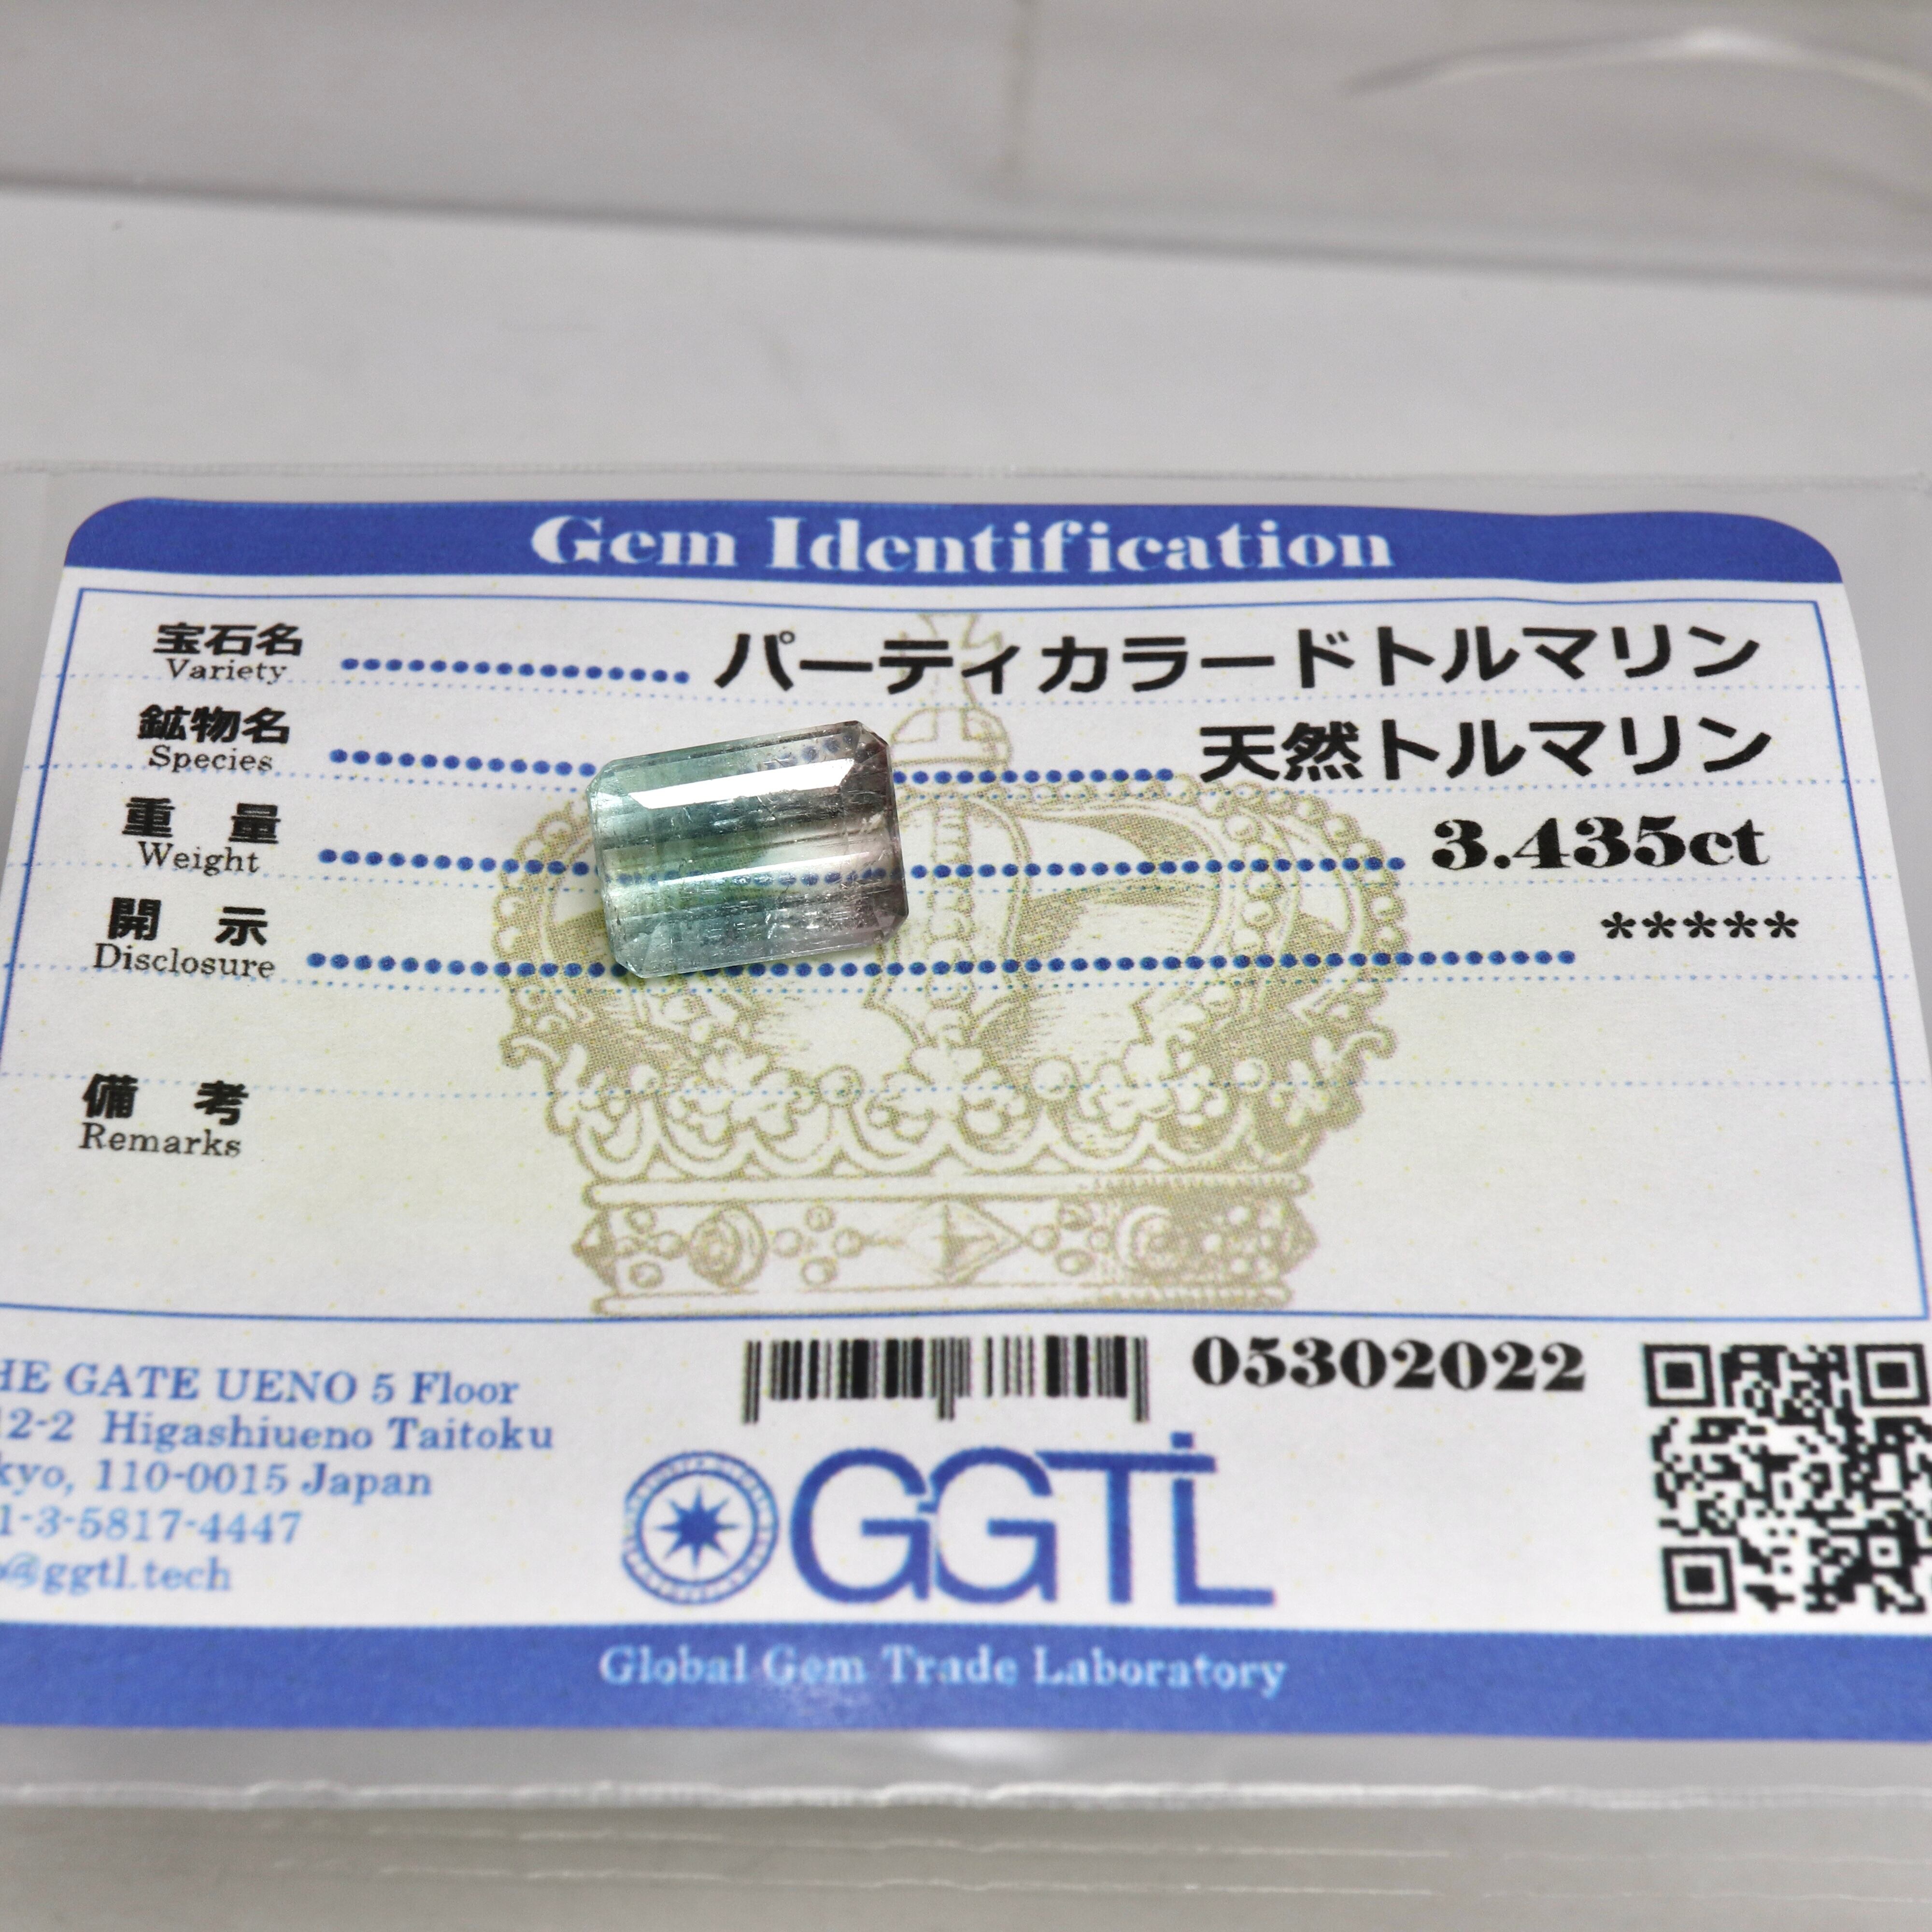 Gem Identification
宝石名 パーティカラードトルマリン
Variety
鉱物名 天然トルマリン
Species
重 量 3.435ct
Weight
開 示 *****
Disclosure
備 考
Remarks
05302022
HE GATE UENO 5 Floor
12-2 Higashiueno Taitoku
kyo, 110-0015 Japan
1-3-5817-4447
@ggtl.tech
GGTL
Global Gem Trade Laboratory